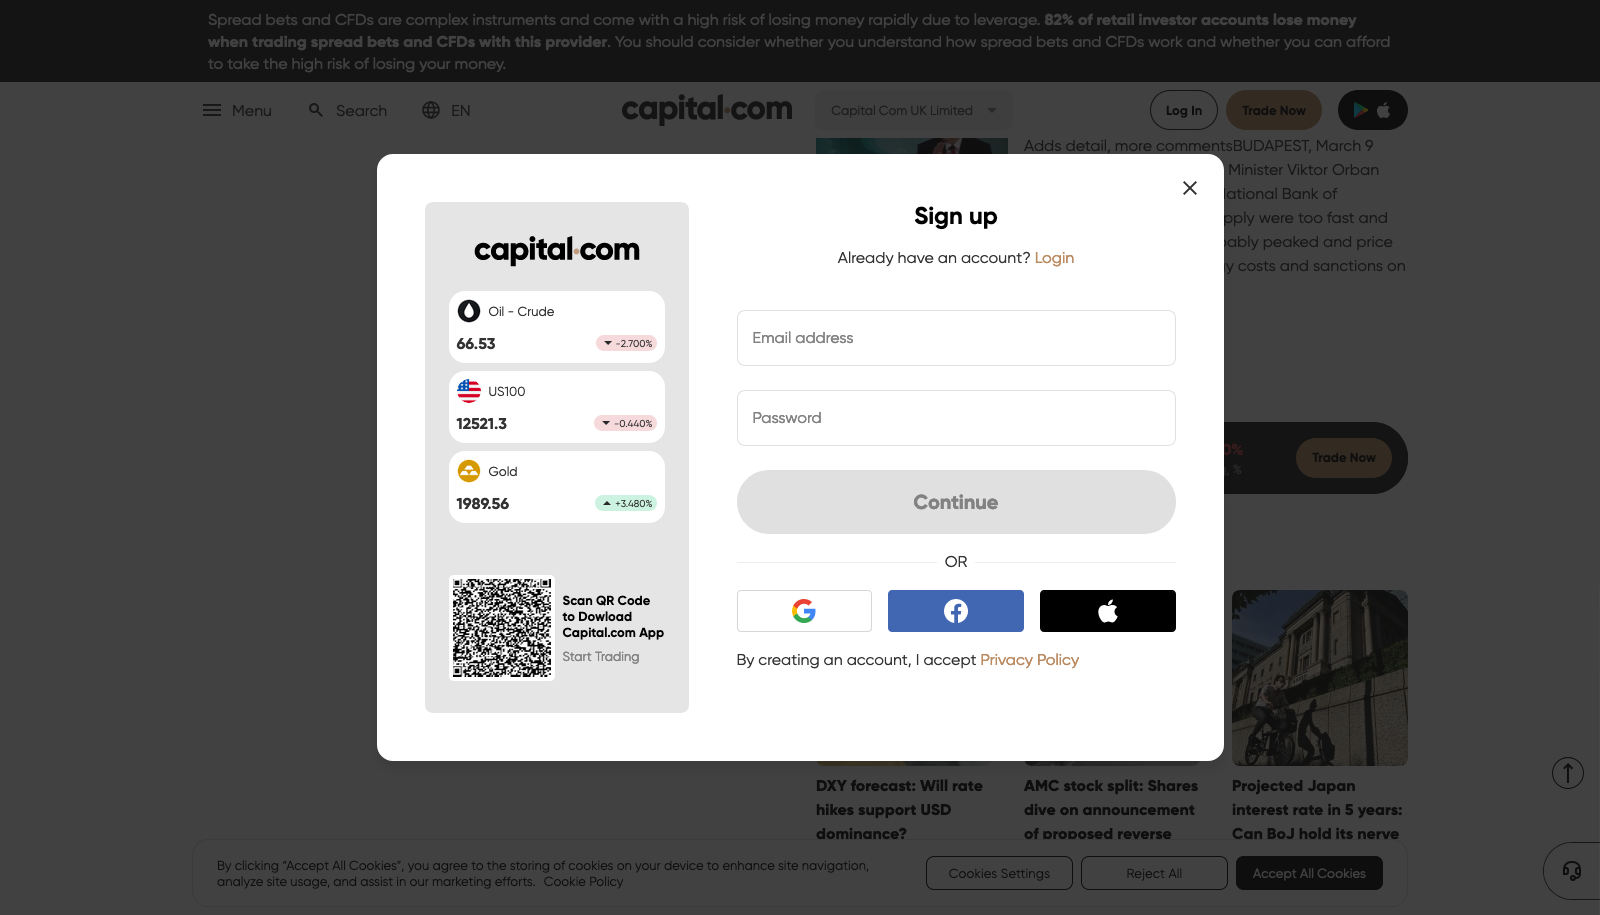 Spread bets and CFDs are complex instruments and come with a high risk of losing money rapidly due to leverage. 82% of retail investor accounts lose money
when trading spread bets and CFDs with this provider. You should consider whether you understand how spread bets and CFDs work and whether you can afford
to take the high risk of losing your money.
Menu
Search
EN
capital.com
Capital Com UK Limited
Log In
Trade Now
Adds detail, more commentsBUDAPEST, March 9
Minister Viktor Orban
National Bank of
were too fast and
peaked and price
costs and sanctions on
capital.com
Oil - Crude
66.53
-2.700%
US100
12521.3
-0.440%
Gold
1989.56
+3.480%
Scan QR Code
to Dowload
Capital.com App
Start Trading
Sign up
Already have an account? Login
Email address
Password
Continue
OR
By creating an account, I accept Privacy Policy
Trade Now
DXY forecast: Will rate
hikes support USD
dominance?
AMC stock split: Shares
dive on announcement
of proposed reverse
Projected Japan
interest rate in 5 years:
Can BoJ hold its nerve
By clicking “Accept All Cookies”, you agree to the storing of cookies on your device to enhance site navigation,
analyze site usage, and assist in our marketing efforts. Cookie Policy
Cookies Settings
Reject All
Accept All Cookies